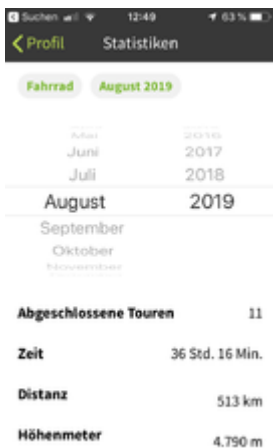 Suchen 12:49 63 %
Profil Statistiken
Fahrrad August 2019
Mai 2016
Juni 2017
Juli 2018
August 2019
September
Oktober
November
Abgeschlossene Touren 11
Zeit 36 Std. 16 Min.
Distanz 513 km
Höhenmeter 4.790 m